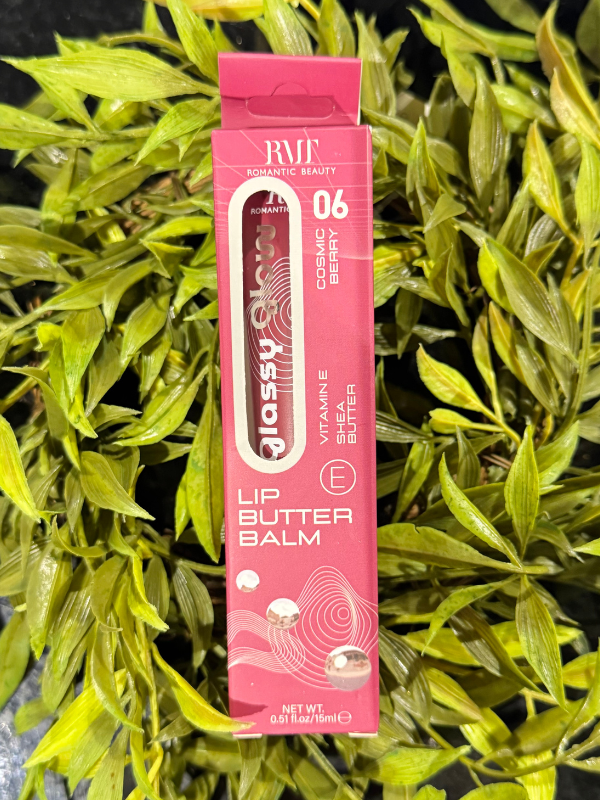 RMT
ROMANTIC BEAUTY
ROMANTIC
glassy Glow
06
COSMIC
BERRY
VITAMIN E
SHEA
BUTTER
E
LIP
BUTTER
BALM
NET WT.
0.51 fl.oz/15ml e